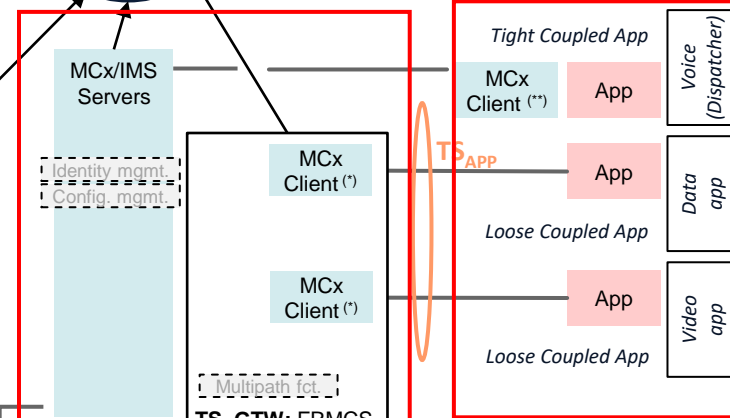 MCx/IMS
Servers
Identity mgmt.
Config. mgmt.
MCx
Client (*)
MCx
Client (*)
Multipath fct.
TS_APP
Tight Coupled App
MCx
Client (**)
App
Voice
(Dispatcher)
App
Data
app
Loose Coupled App
App
Video
app
Loose Coupled App